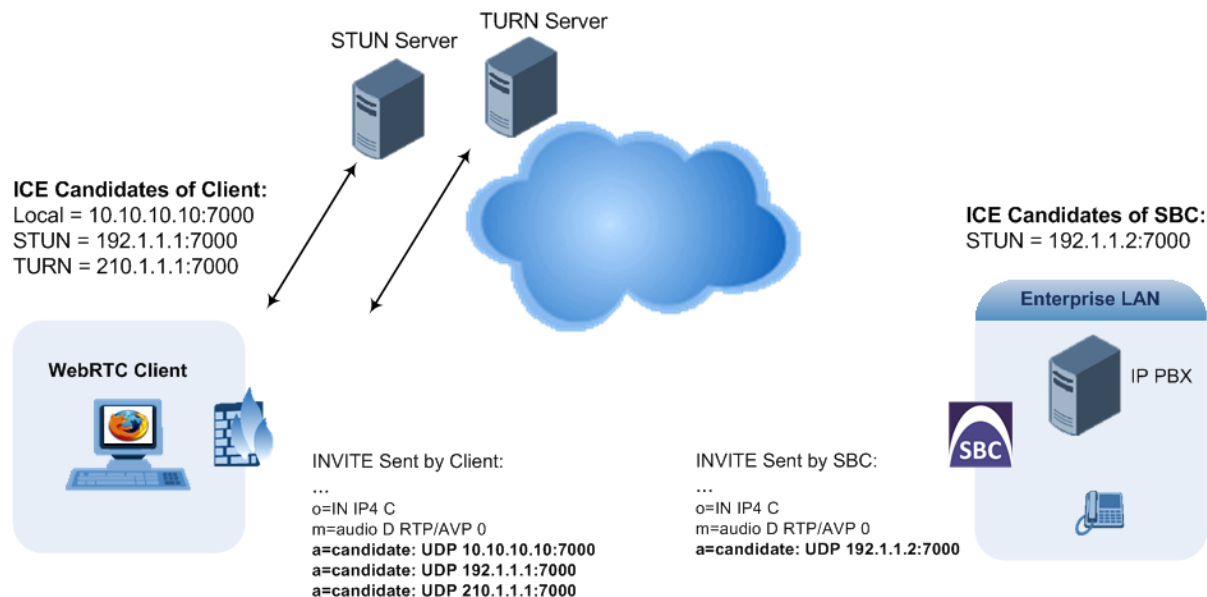 STUN Server
TURN Server
ICE Candidates of Client:
Local = 10.10.10.10:7000
STUN = 192.1.1.1:7000
TURN = 210.1.1.1:7000
ICE Candidates of SBC:
STUN = 192.1.1.2:7000
WebRTC Client
Enterprise LAN
IP PBX
SBC
INVITE Sent by Client:
...
o=IN IP4 C
m=audio D RTP/AVP 0
a=candidate: UDP 10.10.10.10:7000
a=candidate: UDP 192.1.1.1:7000
a=candidate: UDP 210.1.1.1:7000
INVITE Sent by SBC:
...
o=IN IP4 C
m=audio D RTP/AVP 0
a=candidate: UDP 192.1.1.2:7000